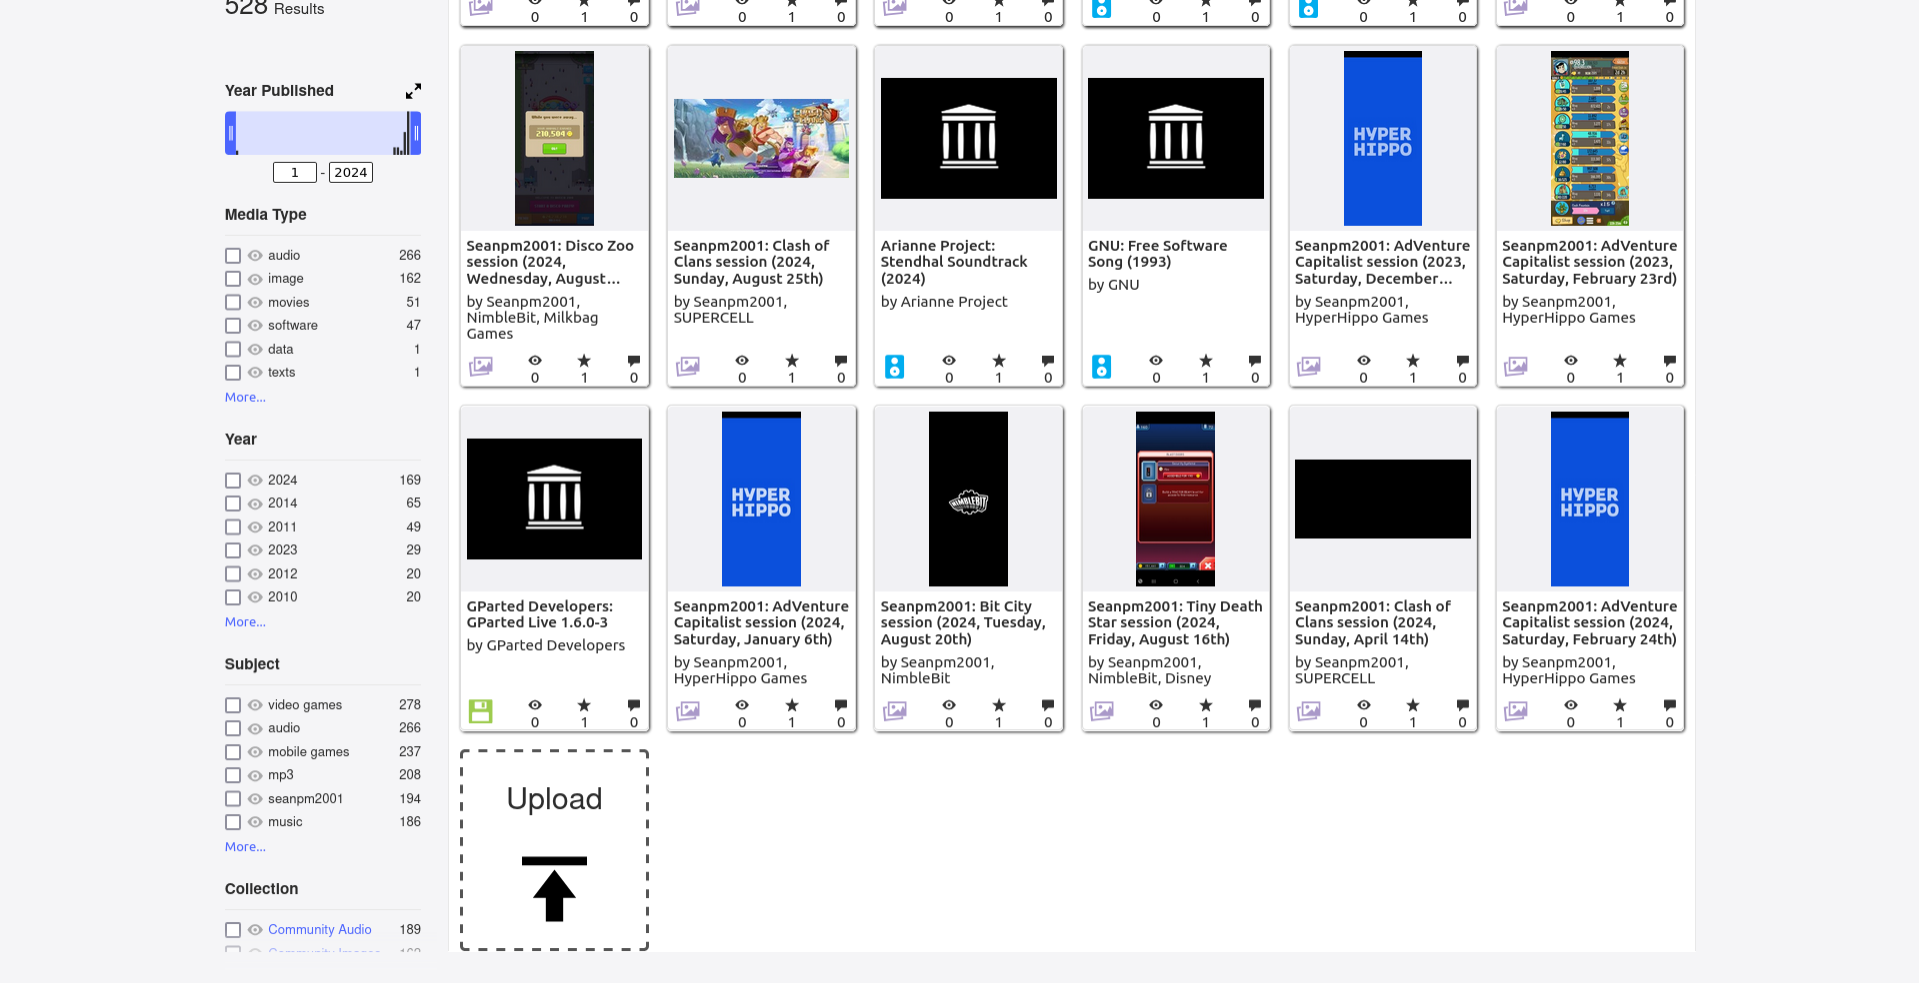 528 Results
Year Published
1 - 2024
Media Type
audio 266
image 162
movies 51
software 47
data 1
texts 1
More...
Year
2024 169
2014 65
2011 49
2023 29
2012 20
2010 20
More...
Subject
video games 278
audio 266
mobile games 237
mp3 208
seanpm2001 194
music 186
More...
Collection
Community Audio 189
Community Images 162
0 1 0
0 1 0
0 1 0
0 1 0
0 1 0
0 1 0
While you were away...
210,504
Seanpm2001: Disco Zoo
session (2024,
Wednesday, August...
by Seanpm2001,
NimbleBit, Milkbag
Games
0 1 0
Seanpm2001: Clash of
Clans session (2024,
Sunday, August 25th)
by Seanpm2001,
SUPERCELL
0 1 0
Arianne Project:
Stendhal Soundtrack
(2024)
by Arianne Project
0 1 0
GNU: Free Software
Song (1993)
by GNU
0 1 0
HYPER
HIPPO
Seanpm2001: AdVenture
Capitalist session (2023,
Saturday, December...
by Seanpm2001,
HyperHippo Games
0 1 0
Seanpm2001: AdVenture
Capitalist session (2023,
Saturday, February 23rd)
by Seanpm2001,
HyperHippo Games
0 1 0
GParted Developers:
GParted Live 1.6.0-3
by GParted Developers
0 1 0
HYPER
HIPPO
Seanpm2001: AdVenture
Capitalist session (2024,
Saturday, January 6th)
by Seanpm2001,
HyperHippo Games
0 1 0
NIMBLEBIT
Seanpm2001: Bit City
session (2024, Tuesday,
August 20th)
by Seanpm2001,
NimbleBit
0 1 0
Seanpm2001: Tiny Death
Star session (2024,
Friday, August 16th)
by Seanpm2001,
NimbleBit, Disney
0 1 0
Seanpm2001: Clash of
Clans session (2024,
Sunday, April 14th)
by Seanpm2001,
SUPERCELL
0 1 0
HYPER
HIPPO
Seanpm2001: AdVenture
Capitalist session (2024,
Saturday, February 24th)
by Seanpm2001,
HyperHippo Games
0 1 0
Upload